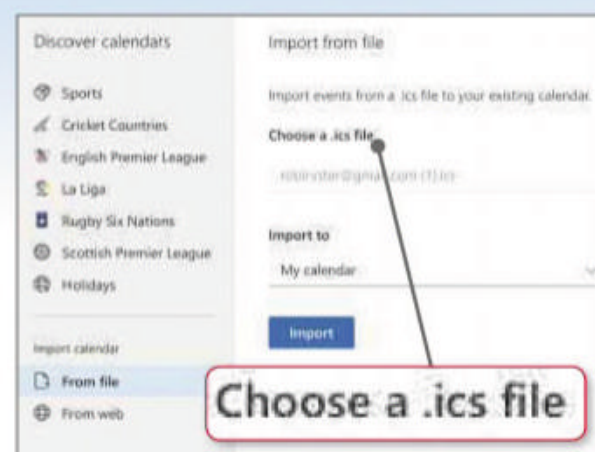 Discover calendars
Sports
Cricket Countries
English Premier League
La Liga
Rugby Six Nations
Scottish Premier League
Holidays
Import calendar
From file
From web
Import from file
Import events from a .ics file to your existing calendar.
Choose a .ics file
Import to
My calendar
Import
Choose a .ics file